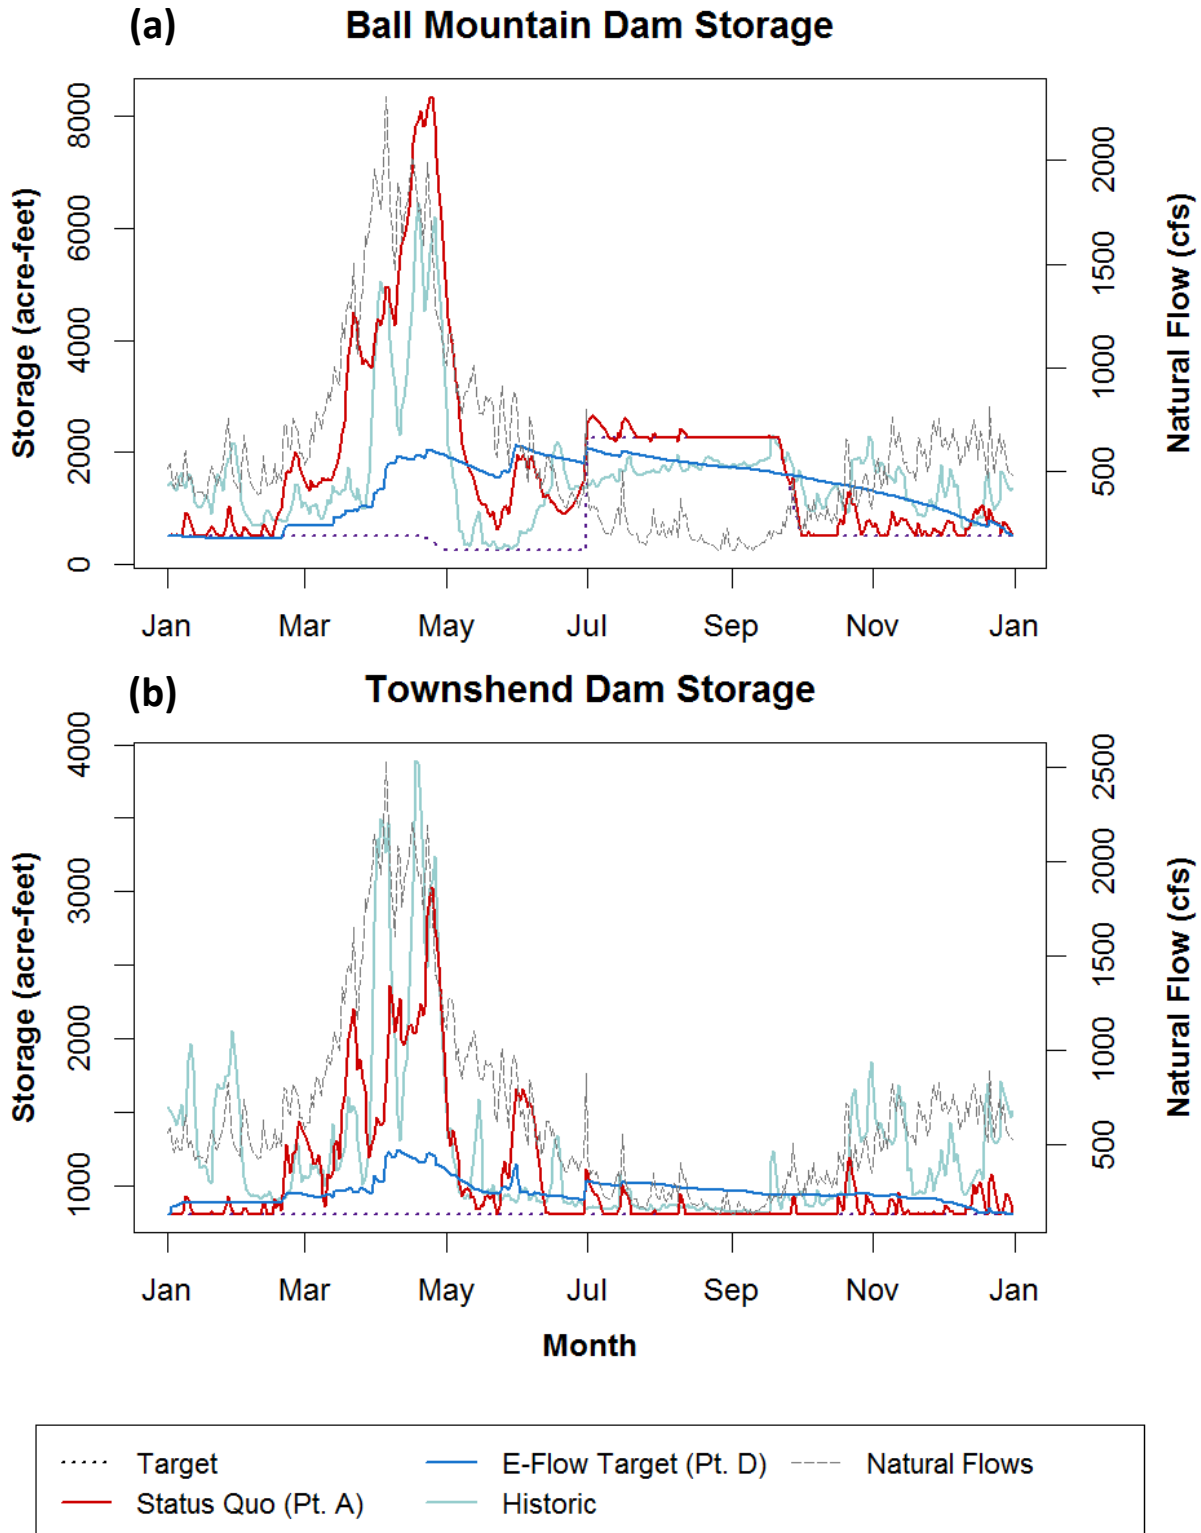 (a) Ball Mountain Dam Storage
Storage (acre-feet)
0 2000 4000 6000 8000
Natural Flow (cfs)
500 1000 1500 2000
Jan Mar May Jul Sep Nov Jan
(b) Townshend Dam Storage
Storage (acre-feet)
1000 2000 3000 4000
Natural Flow (cfs)
500 1000 1500 2000 2500
Jan Mar May Jul Sep Nov Jan
Month
Target E-Flow Target (Pt. D) Natural Flows
Status Quo (Pt. A) Historic